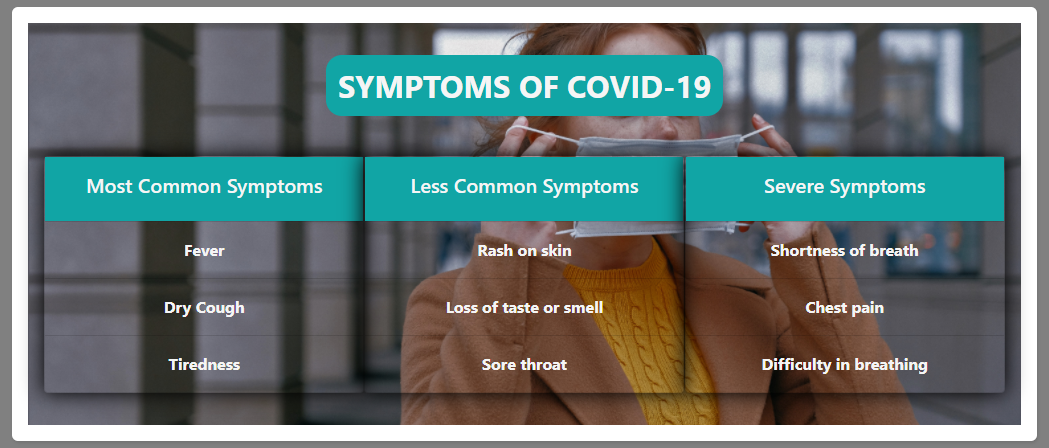 SYMPTOMS OF COVID-19
Most Common Symptoms
Less Common Symptoms
Severe Symptoms
Fever
Rash on skin
Shortness of breath
Dry Cough
Loss of taste or smell
Chest pain
Tiredness
Sore throat
Difficulty in breathing